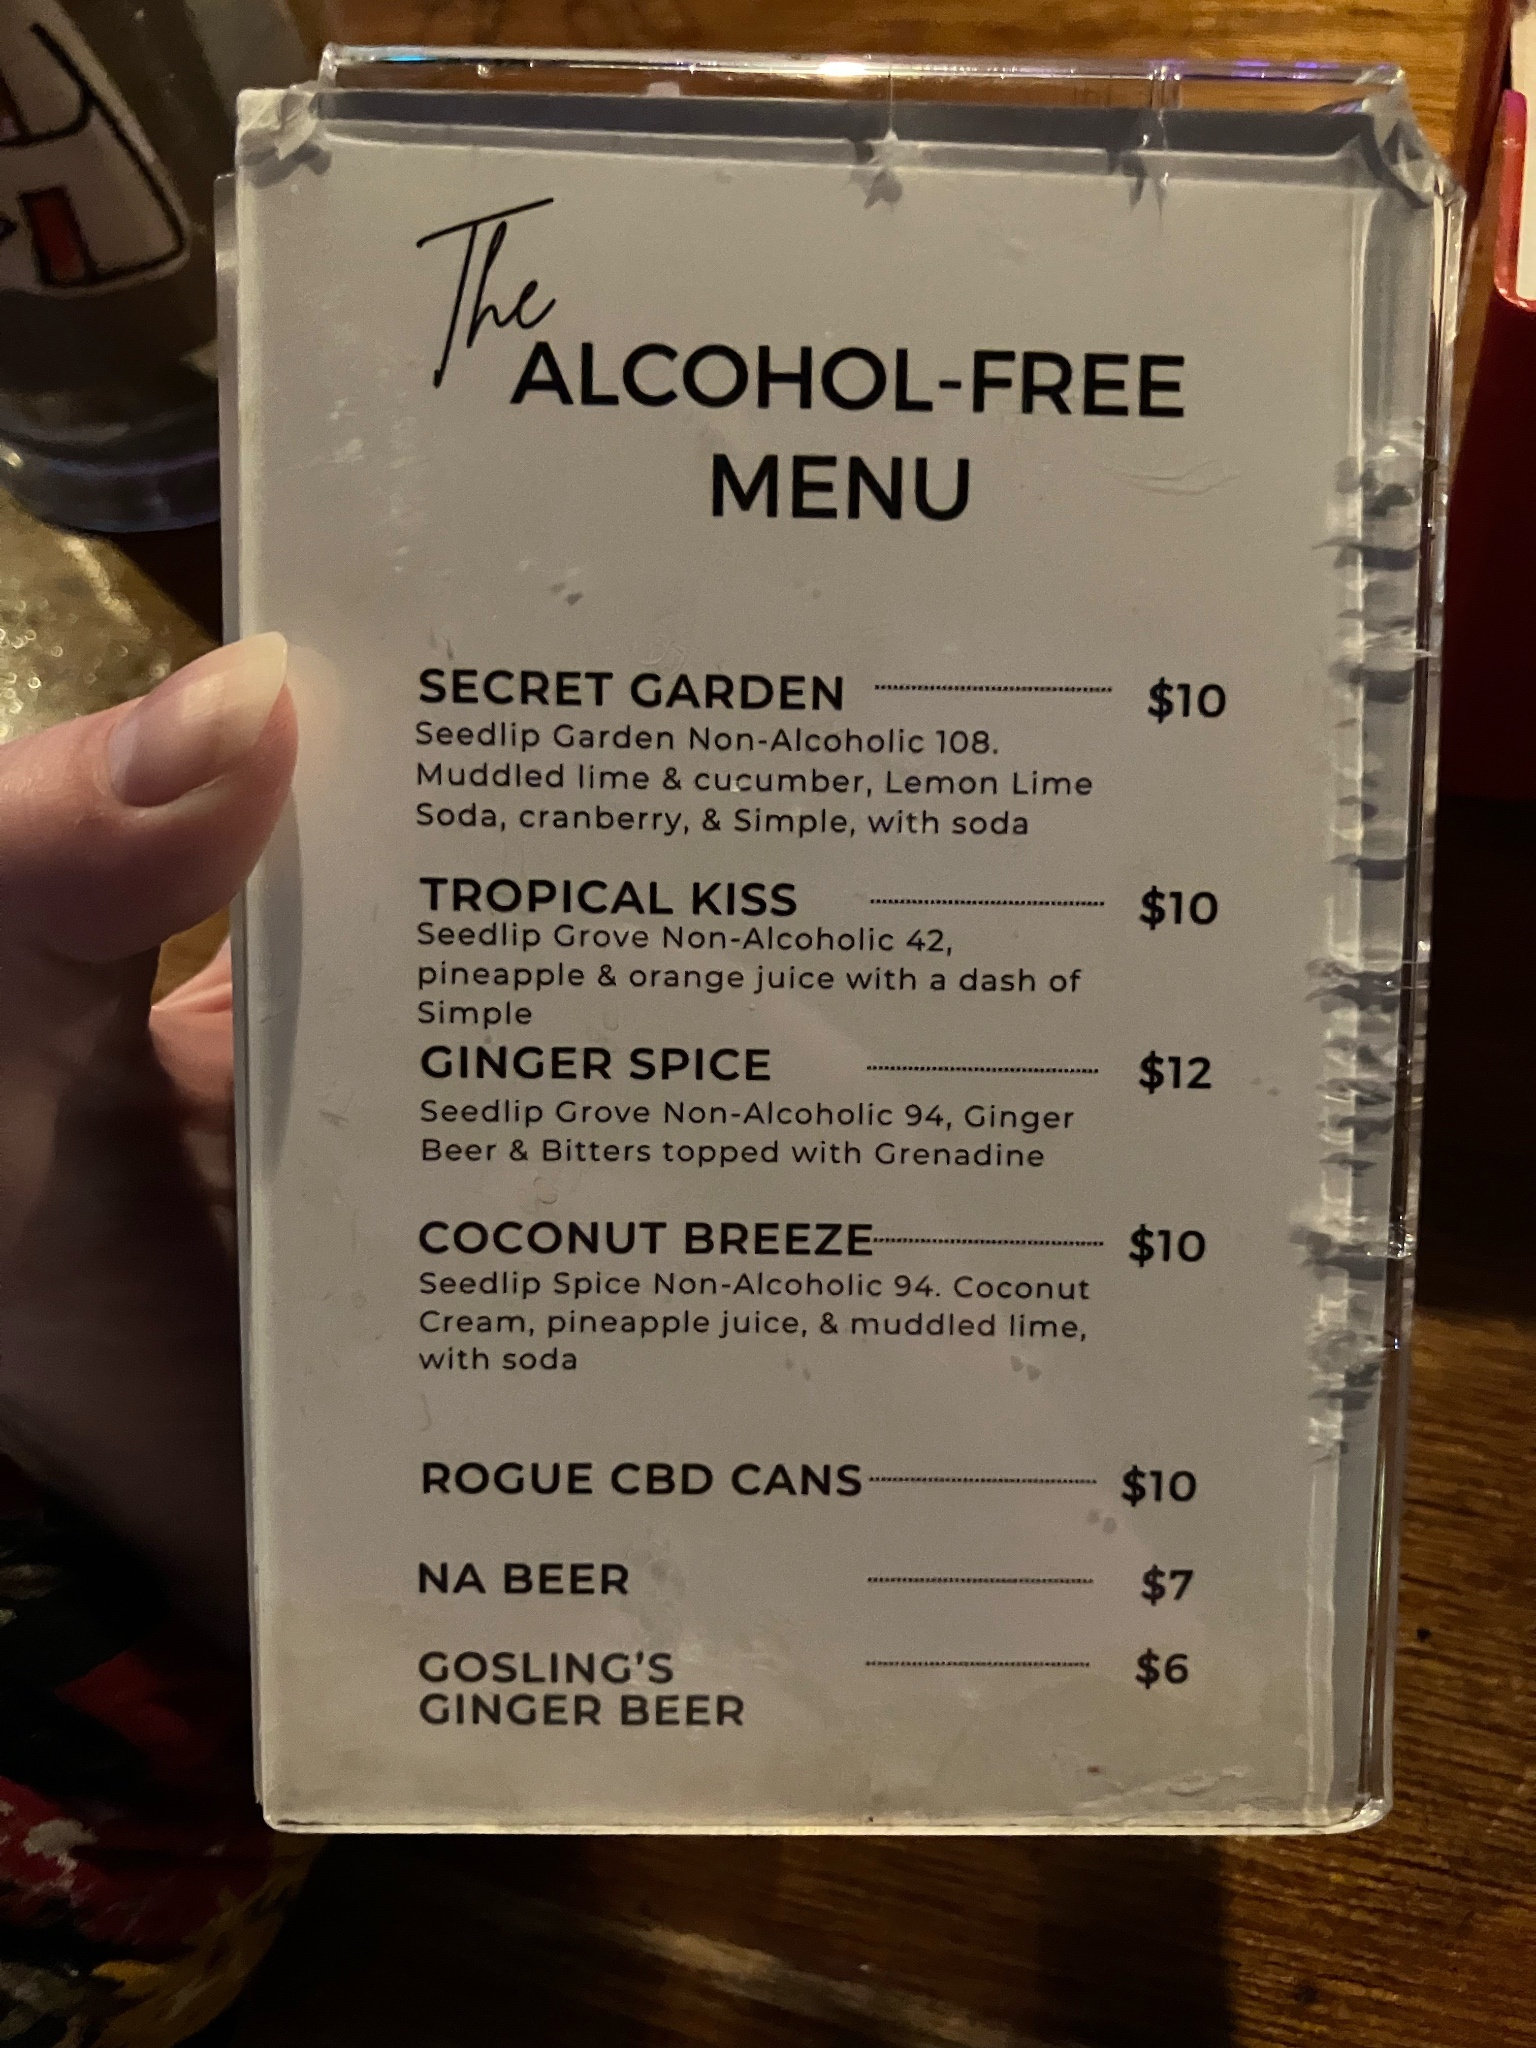 The
ALCOHOL-FREE
MENU
SECRET GARDEN $10
Seedlip Garden Non-Alcoholic 108.
Muddled lime & cucumber, Lemon Lime
Soda, cranberry, & Simple, with soda
TROPICAL KISS $10
Seedlip Grove Non-Alcoholic 42,
pineapple & orange juice with a dash of
Simple
GINGER SPICE $12
Seedlip Grove Non-Alcoholic 94, Ginger
Beer & Bitters topped with Grenadine
COCONUT BREEZE $10
Seedlip Spice Non-Alcoholic 94. Coconut
Cream, pineapple juice, & muddled lime,
with soda
ROGUE CBD CANS $10
NA BEER $7
GOSLING'S $6
GINGER BEER